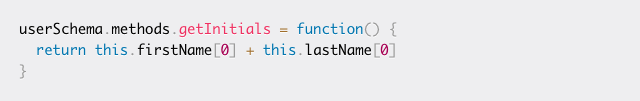 userSchema.methods.getInitials = function() {
  return this.firstName[0] + this.lastName[0]
}